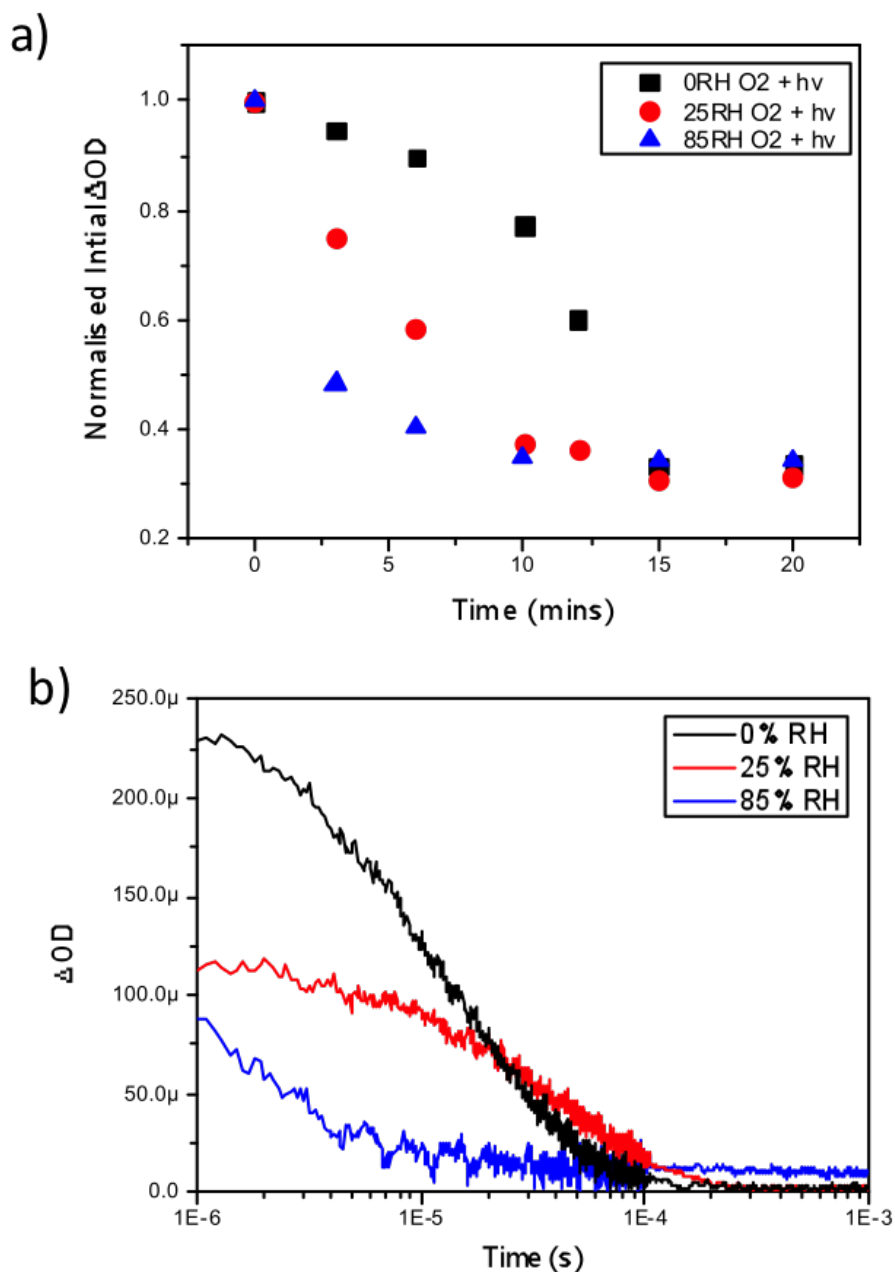 a)
Normalised Intial ΔOD
1.0
0.8
0.6
0.4
0.2
0RH O2 + hv
25RH O2 + hv
85RH O2 + hv
0
5
10
15
20
Time (mins)
b)
ΔOD
250.0µ
200.0µ
150.0µ
100.0µ
50.0µ
0.0
0% RH
25% RH
85% RH
1E-6
1E-5
1E-4
1E-3
Time (s)